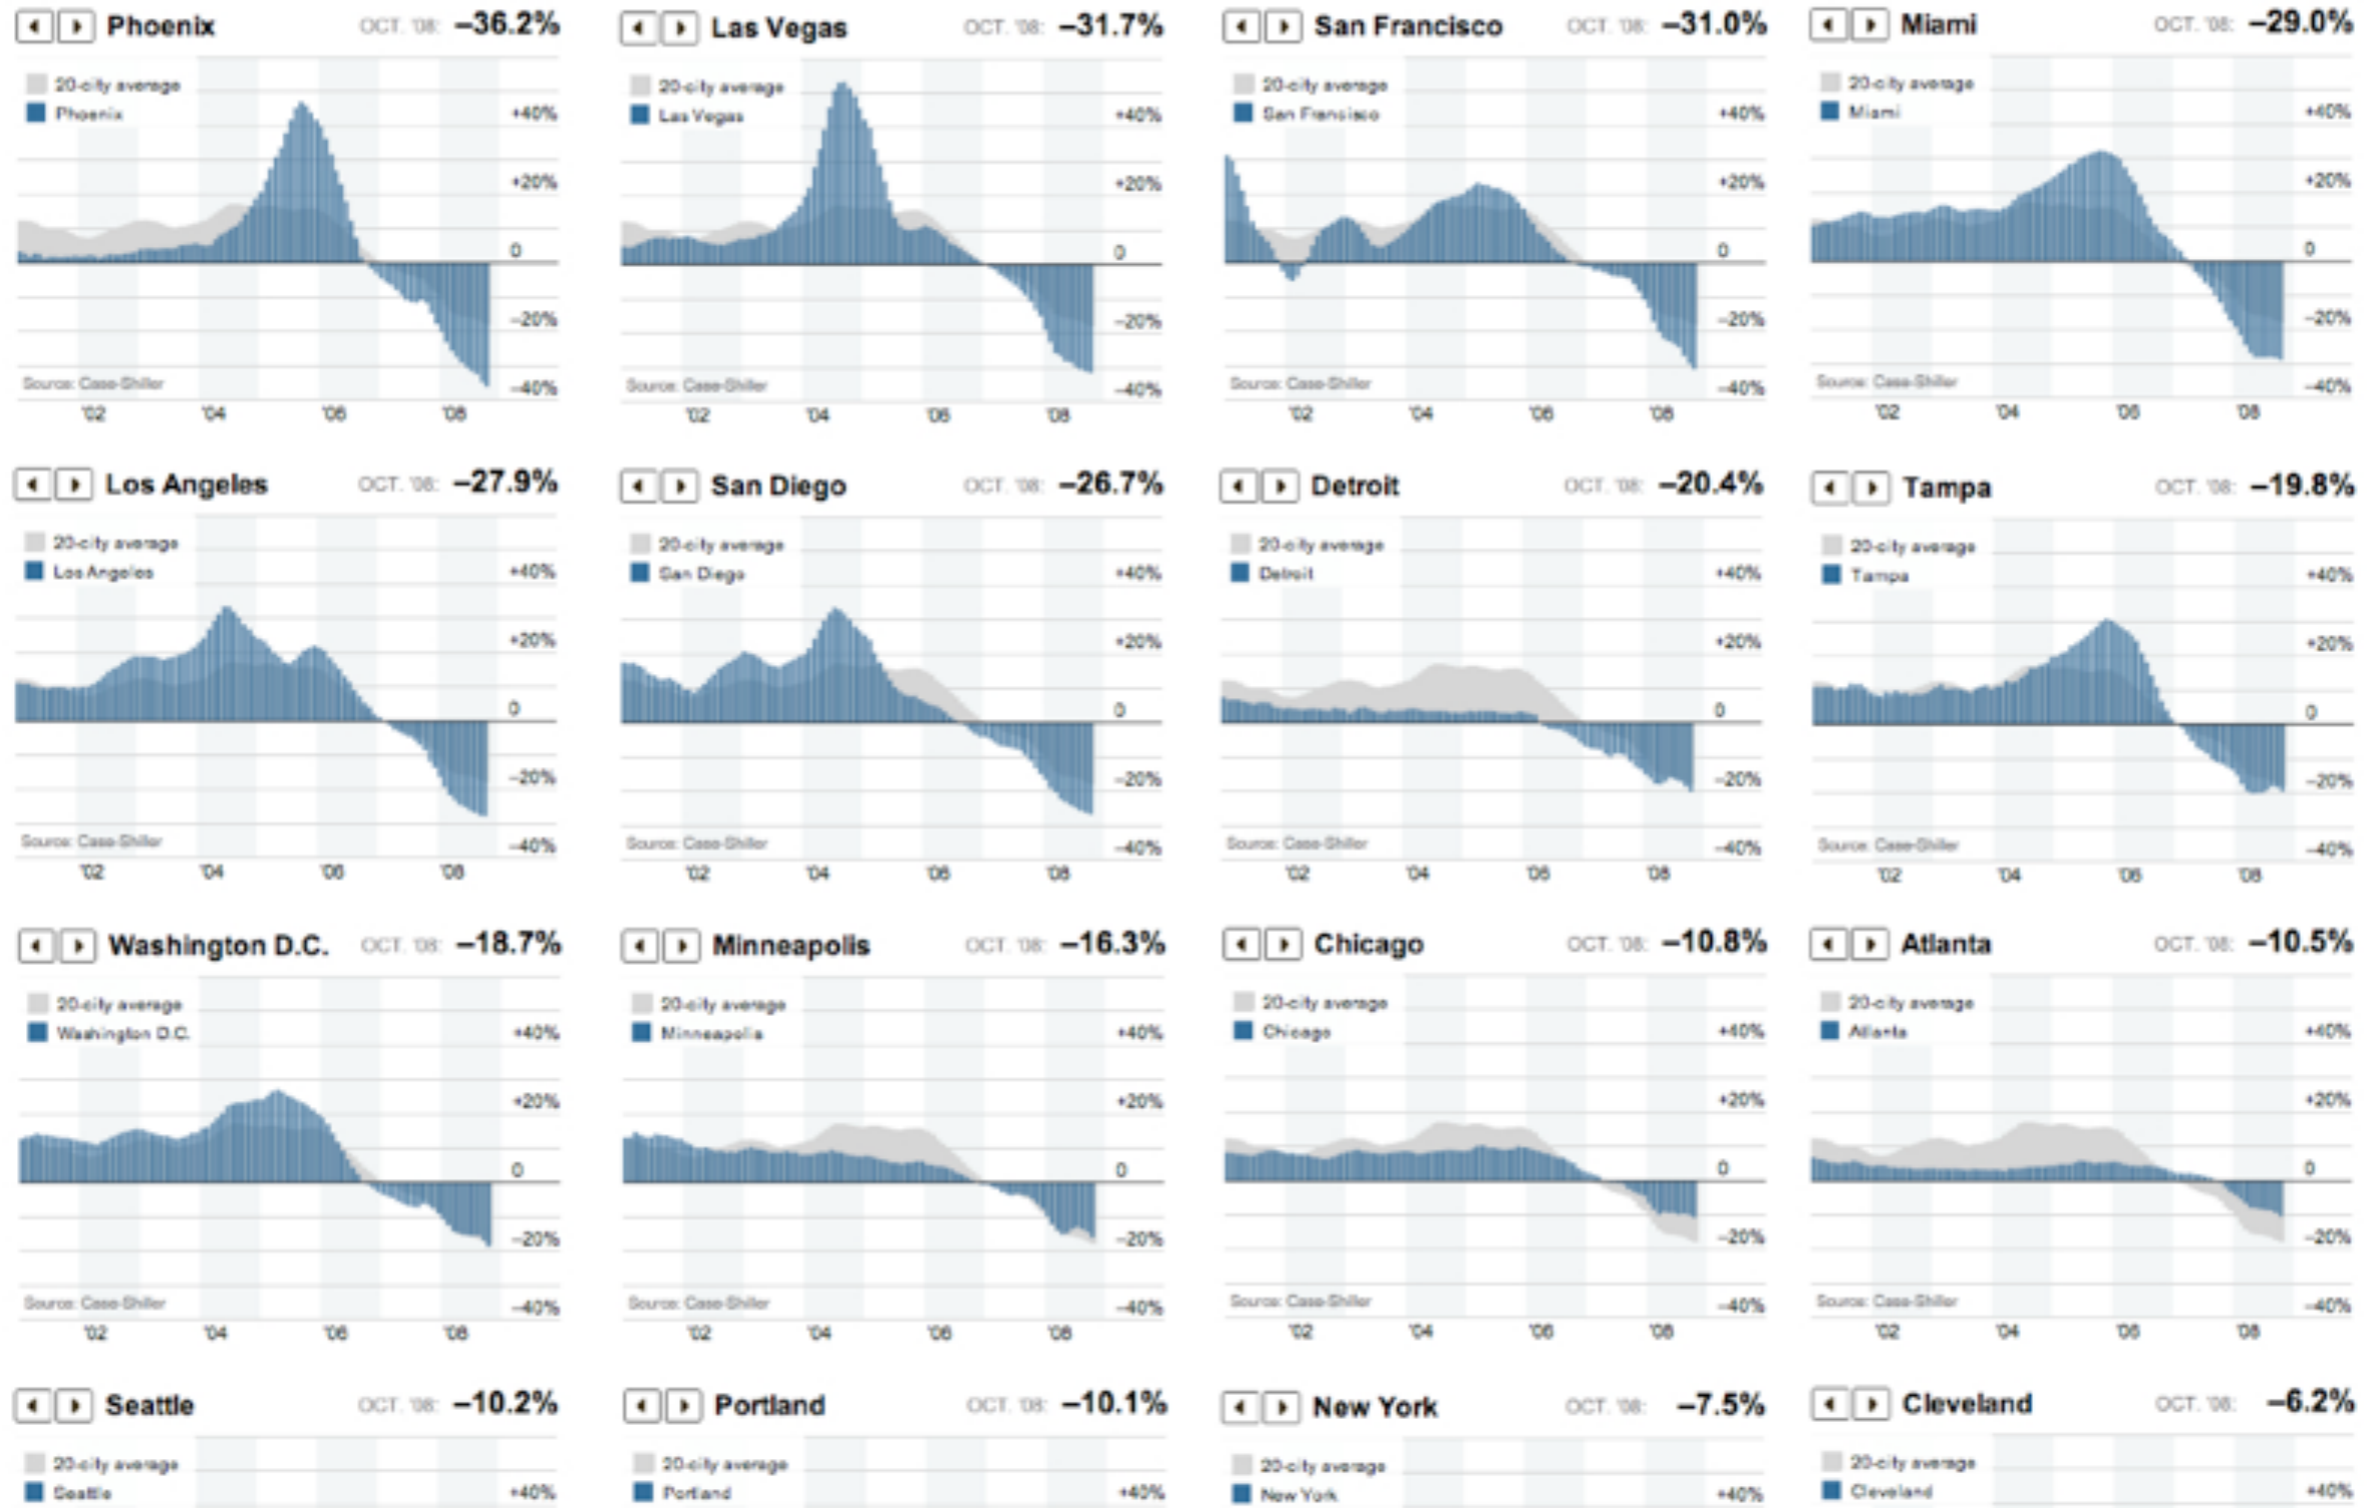 Phoenix OCT. '08: –36.2%
20-city average
Phoenix
+40%
+20%
0
–20%
–40%
Source: Case-Shiller
'02 '04 '06 '08
Las Vegas OCT. '08: –31.7%
20-city average
Las Vegas
+40%
+20%
0
–20%
–40%
Source: Case-Shiller
'02 '04 '06 '08
San Francisco OCT. '08: –31.0%
20-city average
San Francisco
+40%
+20%
0
–20%
–40%
Source: Case-Shiller
'02 '04 '06 '08
Miami OCT. '08: –29.0%
20-city average
Miami
+40%
+20%
0
–20%
–40%
Source: Case-Shiller
'02 '04 '06 '08
Los Angeles OCT. '08: –27.9%
20-city average
Los Angeles
+40%
+20%
0
–20%
–40%
Source: Case-Shiller
'02 '04 '06 '08
San Diego OCT. '08: –26.7%
20-city average
San Diego
+40%
+20%
0
–20%
–40%
Source: Case-Shiller
'02 '04 '06 '08
Detroit OCT. '08: –20.4%
20-city average
Detroit
+40%
+20%
0
–20%
–40%
Source: Case-Shiller
'02 '04 '06 '08
Tampa OCT. '08: –19.8%
20-city average
Tampa
+40%
+20%
0
–20%
–40%
Source: Case-Shiller
'02 '04 '06 '08
Washington D.C. OCT. '08: –18.7%
20-city average
Washington D.C.
+40%
+20%
0
–20%
–40%
Source: Case-Shiller
'02 '04 '06 '08
Minneapolis OCT. '08: –16.3%
20-city average
Minneapolis
+40%
+20%
0
–20%
–40%
Source: Case-Shiller
'02 '04 '06 '08
Chicago OCT. '08: –10.8%
20-city average
Chicago
+40%
+20%
0
–20%
–40%
Source: Case-Shiller
'02 '04 '06 '08
Atlanta OCT. '08: –10.5%
20-city average
Atlanta
+40%
+20%
0
–20%
–40%
Source: Case-Shiller
'02 '04 '06 '08
Seattle OCT. '08: –10.2%
20-city average
Seattle
+40%
Portland OCT. '08: –10.1%
20-city average
Portland
+40%
New York OCT. '08: –7.5%
20-city average
New York
+40%
Cleveland OCT. '08: –6.2%
20-city average
Cleveland
+40%